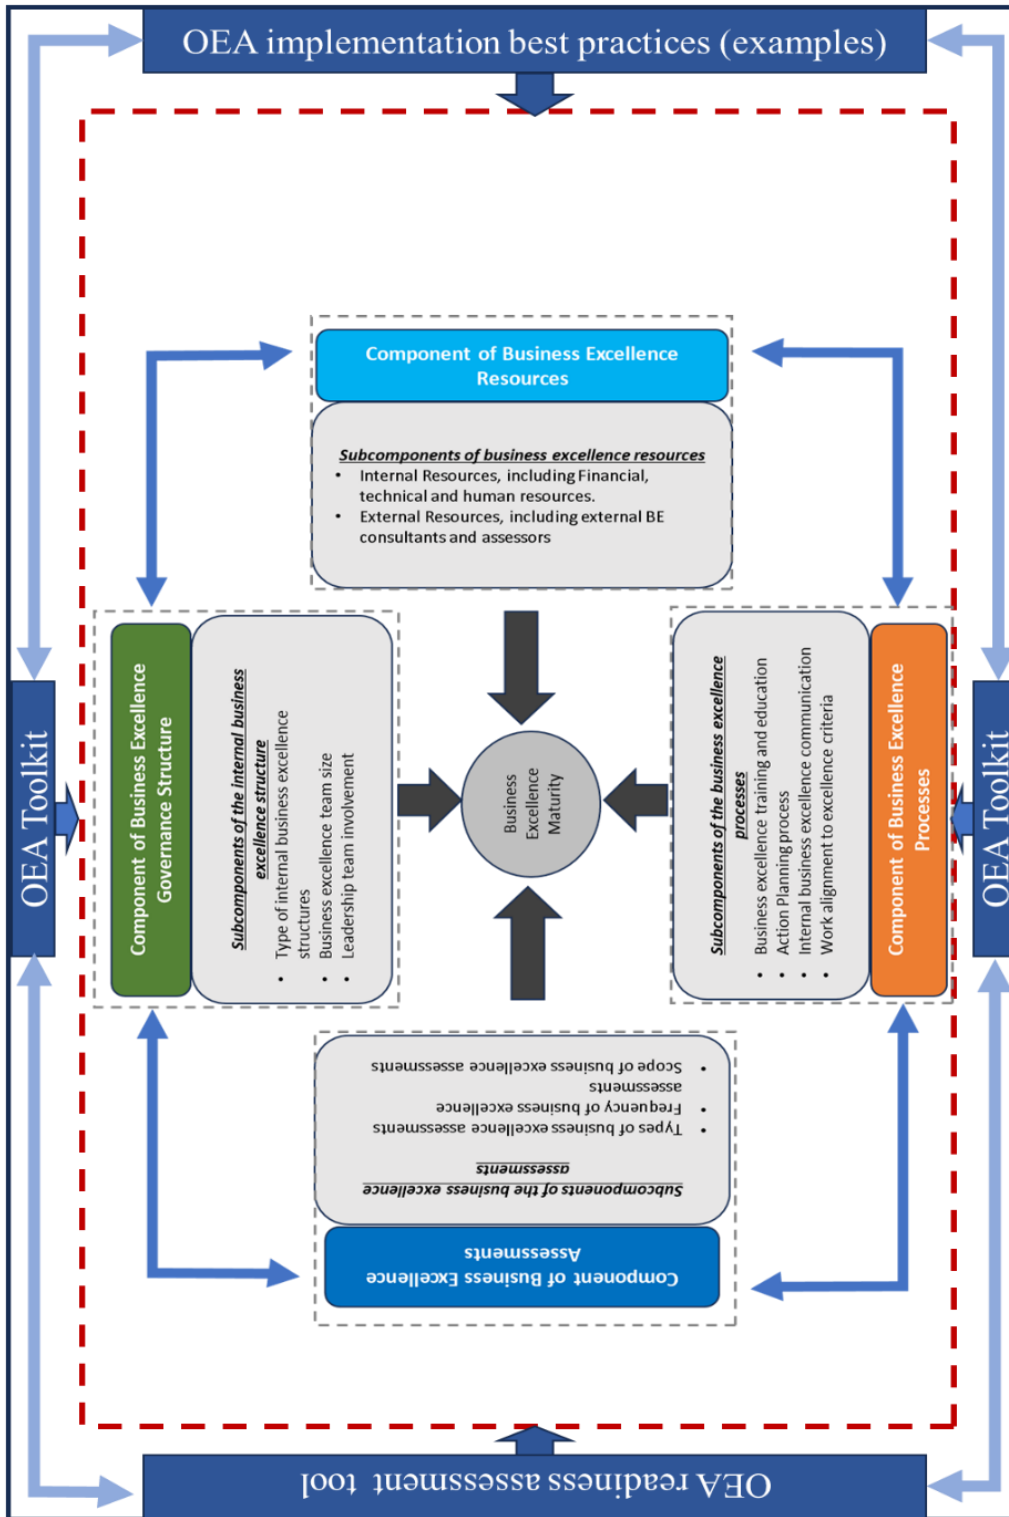 OEA implementation best practices (examples)
Component of Business Excellence
Resources
Subcomponents of business excellence resources
• Internal Resources, including Financial,
technical and human resources.
• External Resources, including external BE
consultants and assessors
OEA Toolkit
Component of Business Excellence
Governance Structure
Subcomponents of the internal business
excellence structure
• Type of internal business excellence
structures
• Business excellence team size
• Leadership team involvement
Business
Excellence
Maturity
Subcomponents of the business excellence
processes
• Business excellence training and education
• Action Planning process
• Internal business excellence communication
• Work alignment to excellence criteria
Component of Business Excellence
Processes
OEA Toolkit
Component of Business Excellence
Assessments
Subcomponents of the business excellence
assessments
• Types of business excellence assessments
• Frequency of business excellence
assessments
• Scope of business excellence assessments
OEA readiness assessment tool